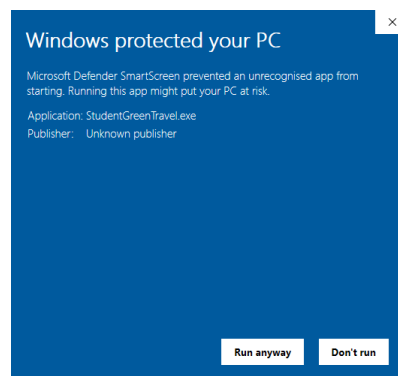 Windows protected your PC
Microsoft Defender SmartScreen prevented an unrecognised app from
starting. Running this app might put your PC at risk.
Application: StudentGreenTravel.exe
Publisher: Unknown publisher
Run anyway
Don't run